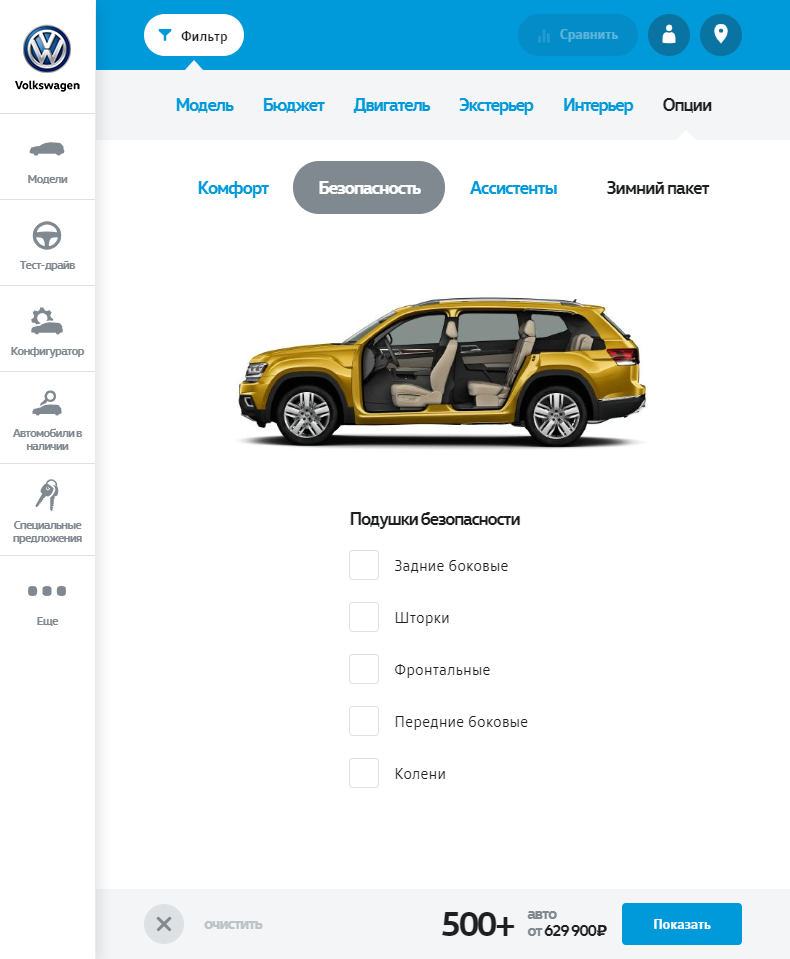 Volkswagen
Модели
Тест-драйв
Конфигуратор
Автомобили в
наличии
Специальные
предложения
Еще
Фильтр
Сравнить
Модель Бюджет Двигатель Экстерьер Интерьер Опции
Комфорт Безопасность Ассистенты Зимний пакет
Подушки безопасности
Задние боковые
Шторки
Фронтальные
Передние боковые
Колени
очистить
500+
авто
от 629 900₽
Показать